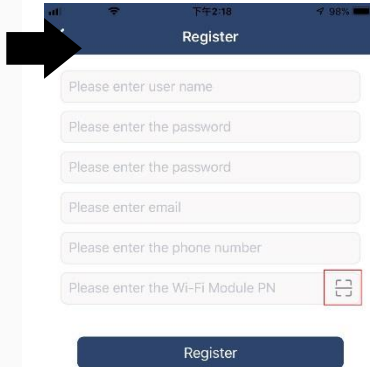 下午2:18 98%
Register
Please enter user name
Please enter the password
Please enter the password
Please enter email
Please enter the phone number
Please enter the Wi-Fi Module PN
Register